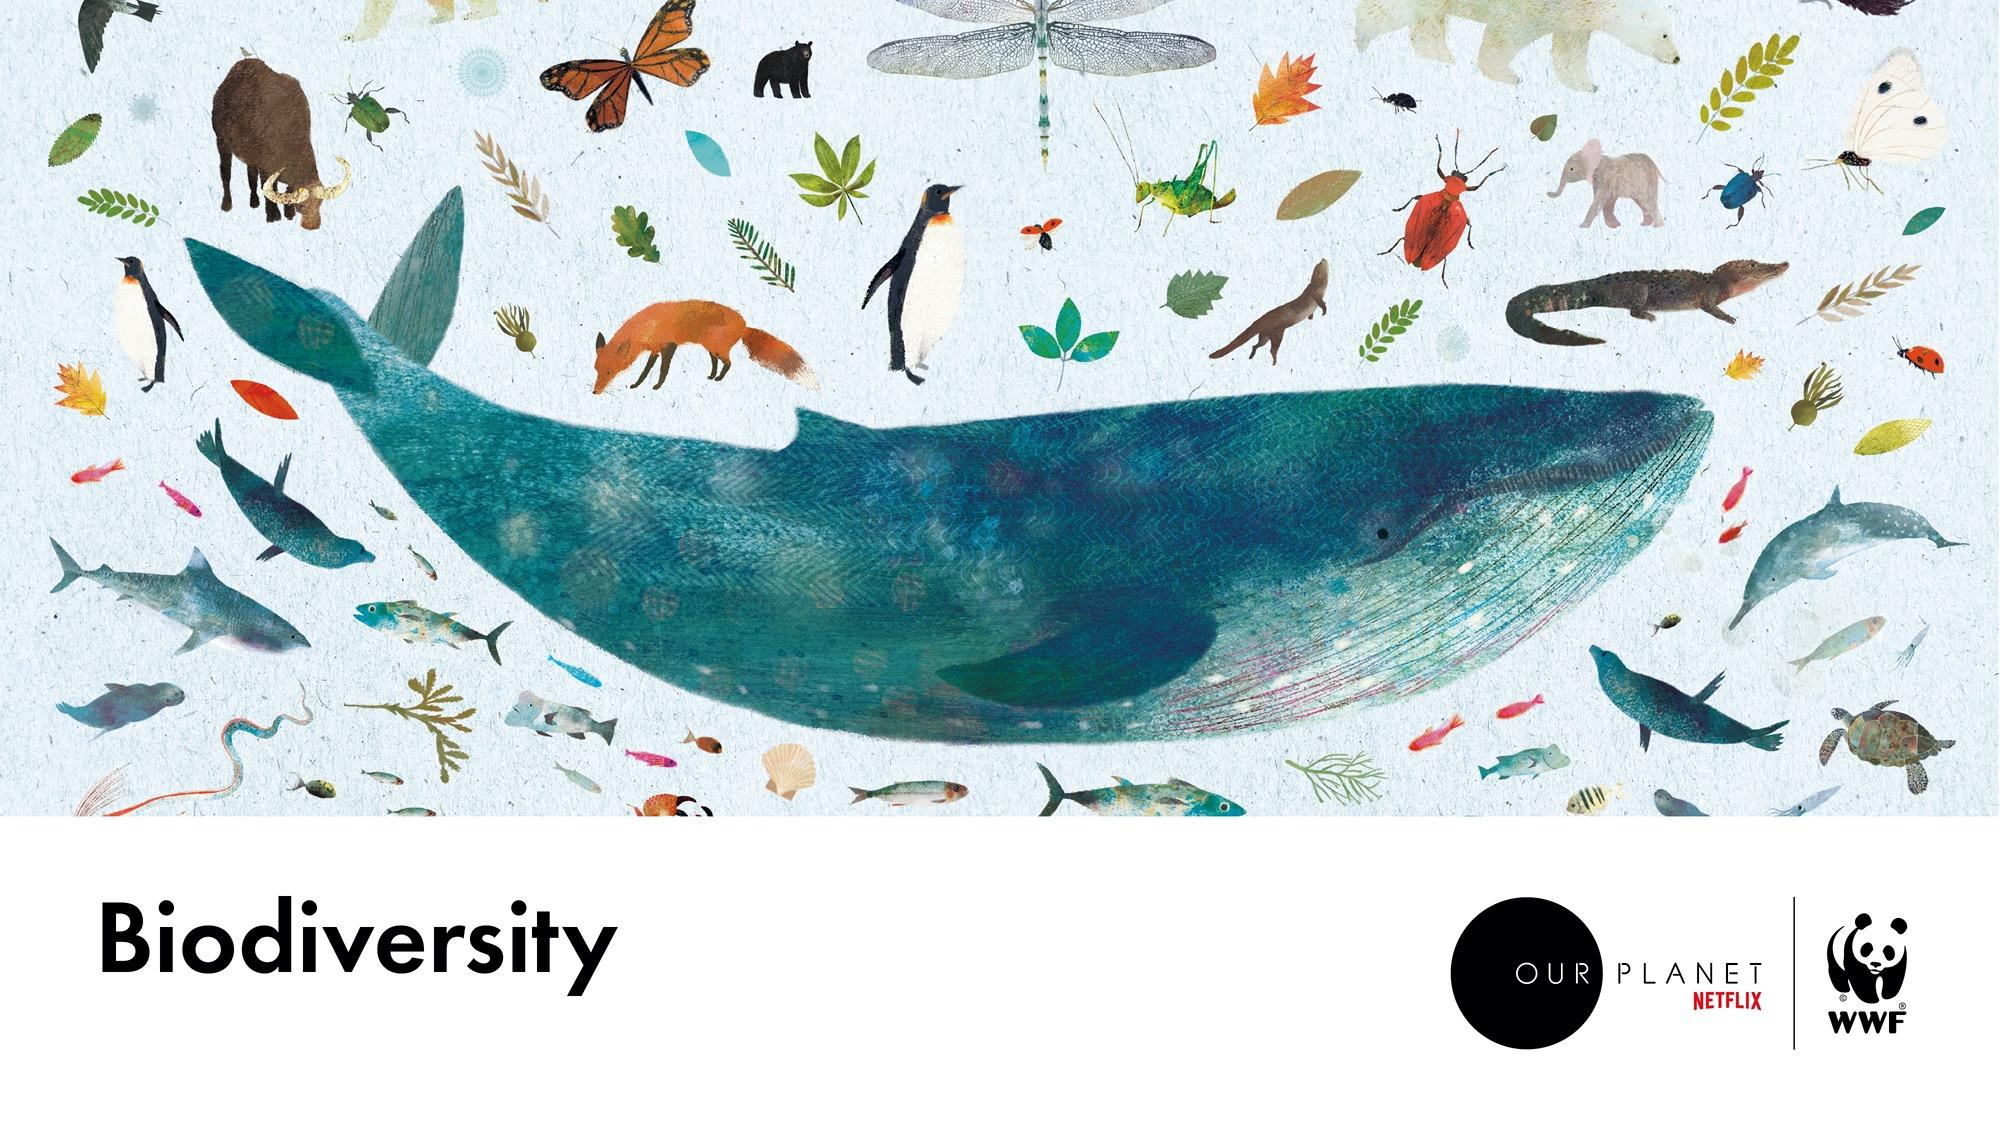 Biodiversity
OUR PLANET
NETFLIX
© ®
WWF